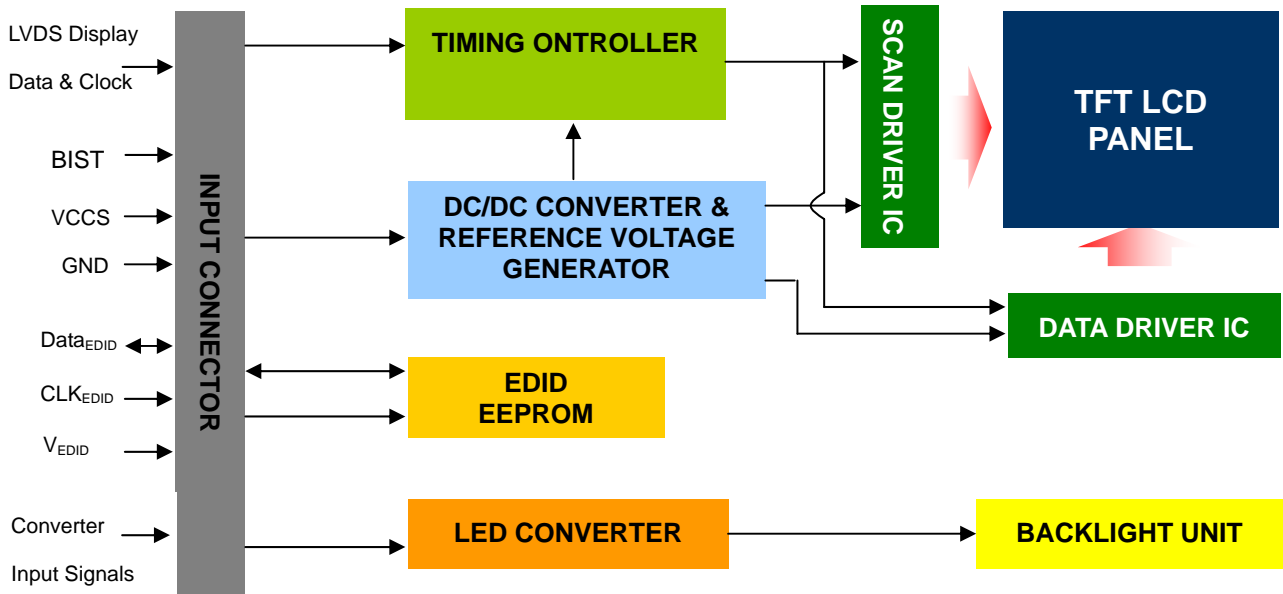 LVDS Display
Data & Clock
BIST
VCCS
GND
DataEDID
CLKEDID
VEDID
Converter
Input Signals
INPUT CONNECTOR
TIMING ONTROLLER
DC/DC CONVERTER &
REFERENCE VOLTAGE
GENERATOR
EDID
EEPROM
LED CONVERTER
SCAN DRIVER IC
TFT LCD
PANEL
DATA DRIVER IC
BACKLIGHT UNIT